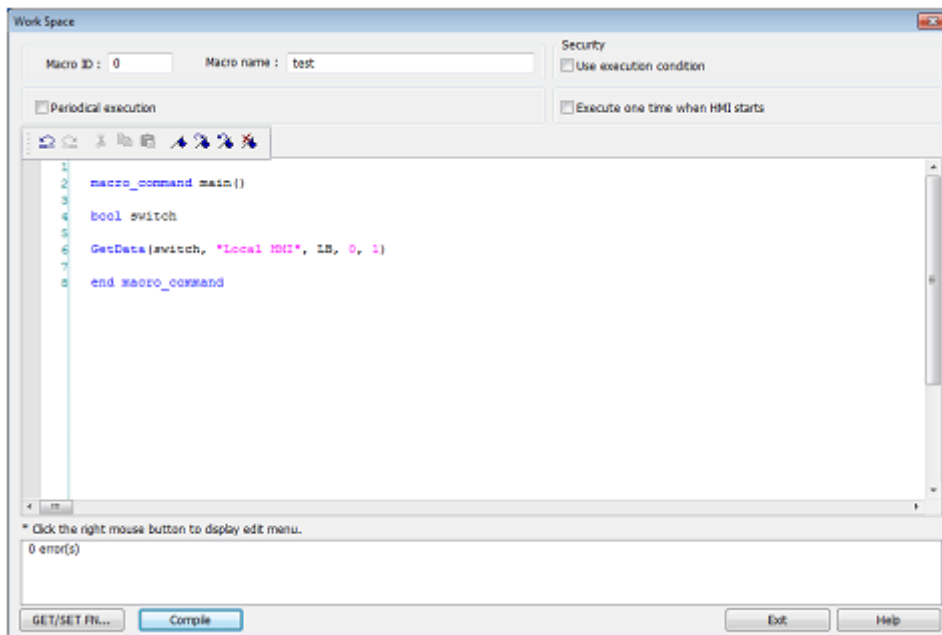 Work Space
Macro ID : 0 Macro name : test
Security
Use execution condition
Periodical execution
Execute one time when HMI starts
1
2 macro_command main()
3
4 bool switch
5
6 GetData(switch, "Local HMI", LB, 0, 1)
7
8 end macro_command
* Click the right mouse button to display edit menu.
0 error(s)
GET/SET FN... Compile Exit Help